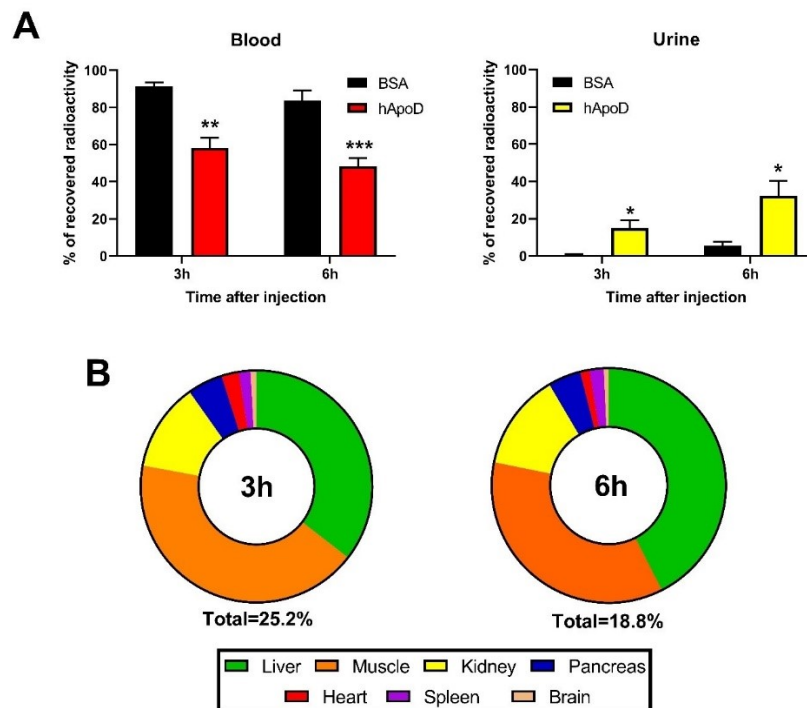 A
Blood
% of recovered radioactivity
100
80
60
40
20
0
BSA
hApoD
**
***
3h
6h
Time after injection
Urine
% of recovered radioactivity
100
80
60
40
20
0
BSA
hApoD
*
*
3h
6h
Time after injection
B
3h
Total=25.2%
6h
Total=18.8%
Liver Muscle Kidney Pancreas
Heart Spleen Brain